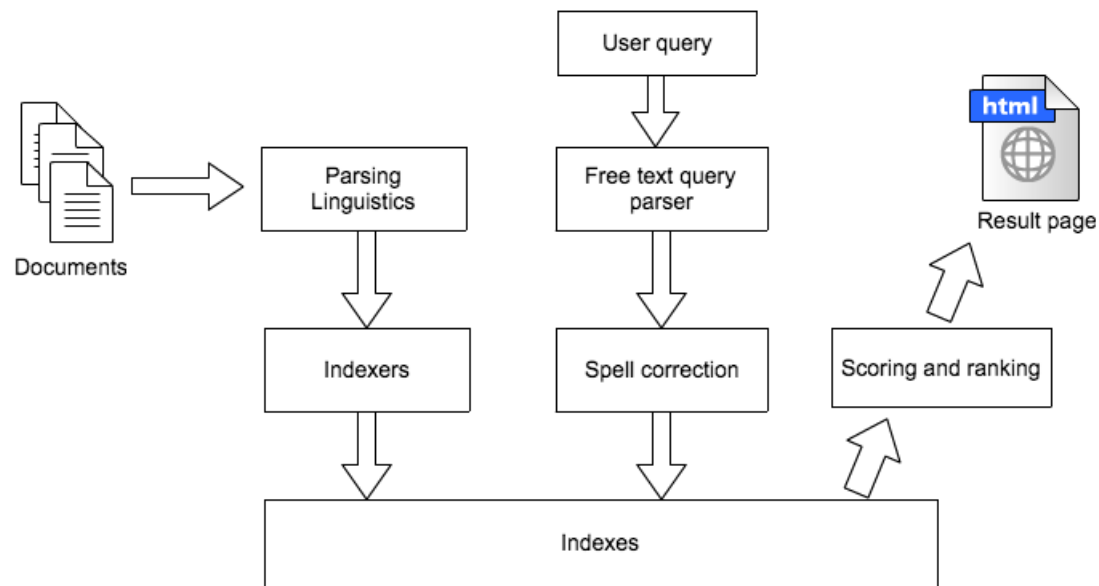 User query
html
Parsing
Linguistics
Free text query
parser
Result page
Documents
Indexers
Spell correction
Scoring and ranking
Indexes